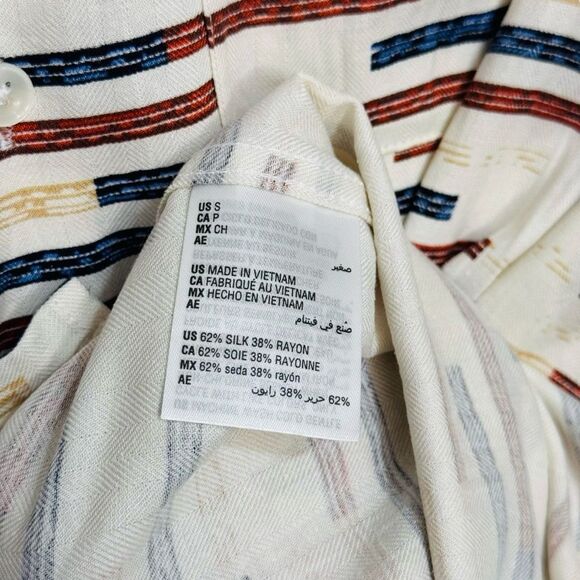 US S
CA P
MX CH
AE
صغير
US MADE IN VIETNAM
CA FABRIQUÉ AU VIETNAM
MX HECHO EN VIETNAM
AE
صُنع في فيتنام
US 62% SILK 38% RAYON
CA 62% SOIE 38% RAYONNE
MX 62% seda 38% rayón
AE
62% حرير 38% رايون